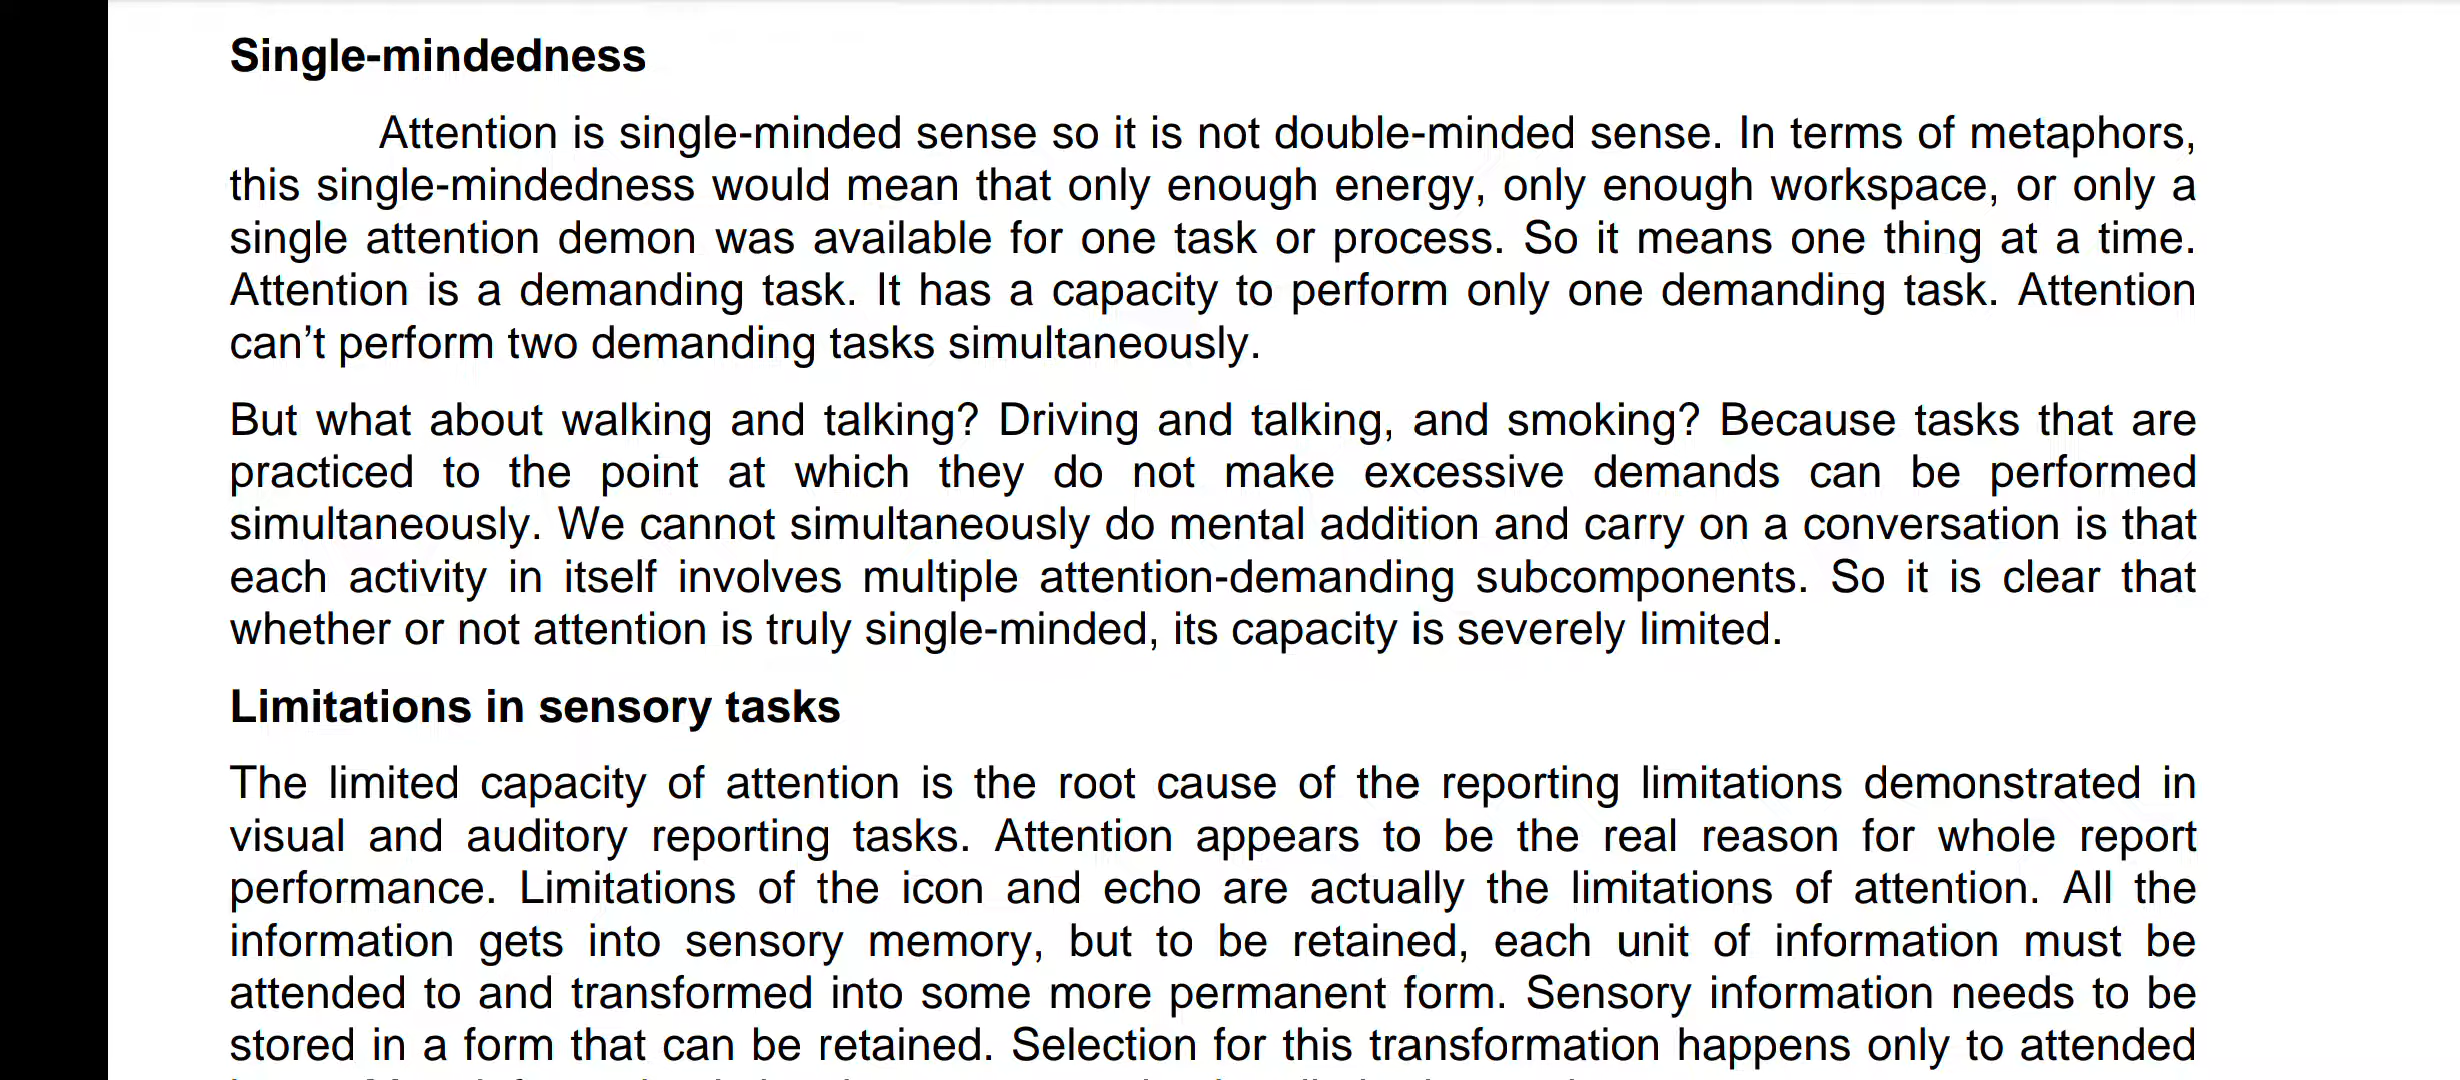 Single-mindedness
Attention is single-minded sense so it is not double-minded sense. In terms of metaphors,
this single-mindedness would mean that only enough energy, only enough workspace, or only a
single attention demon was available for one task or process. So it means one thing at a time.
Attention is a demanding task. It has a capacity to perform only one demanding task. Attention
can’t perform two demanding tasks simultaneously.
But what about walking and talking? Driving and talking, and smoking? Because tasks that are
practiced to the point at which they do not make excessive demands can be performed
simultaneously. We cannot simultaneously do mental addition and carry on a conversation is that
each activity in itself involves multiple attention-demanding subcomponents. So it is clear that
whether or not attention is truly single-minded, its capacity is severely limited.
Limitations in sensory tasks
The limited capacity of attention is the root cause of the reporting limitations demonstrated in
visual and auditory reporting tasks. Attention appears to be the real reason for whole report
performance. Limitations of the icon and echo are actually the limitations of attention. All the
information gets into sensory memory, but to be retained, each unit of information must be
attended to and transformed into some more permanent form. Sensory information needs to be
stored in a form that can be retained. Selection for this transformation happens only to attended